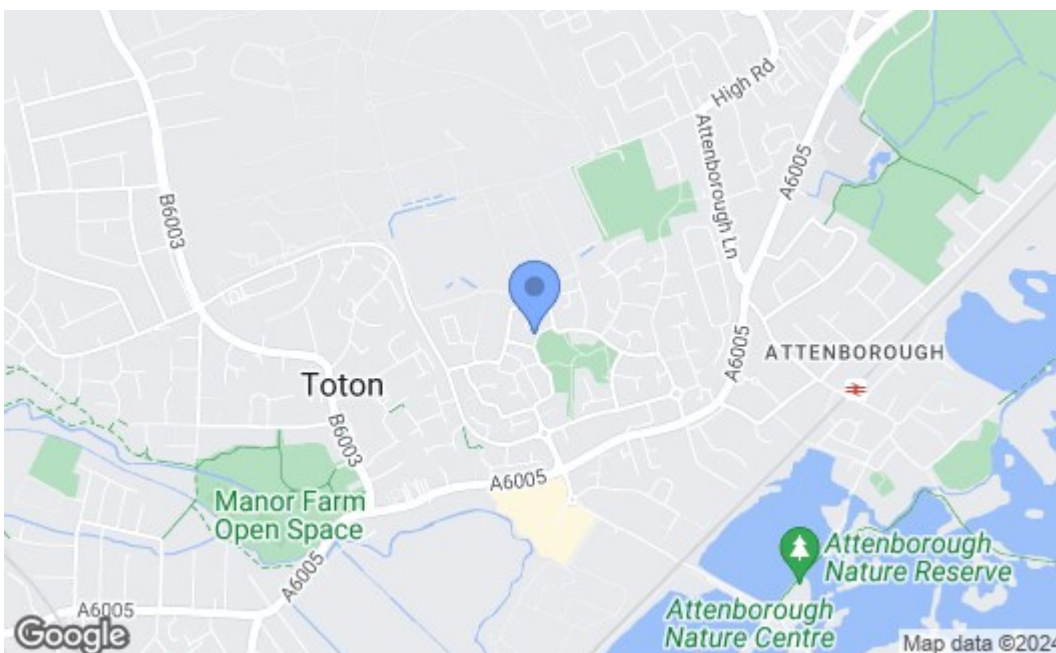 High Rd
Attenborough Ln
A6005
B6003
A6005
ATTENBOROUGH
Toton
B6003
A6005
Manor Farm
Open Space
Attenborough
Nature Reserve
A6005
A6005
Attenborough
Nature Centre
Google
Map data ©2024